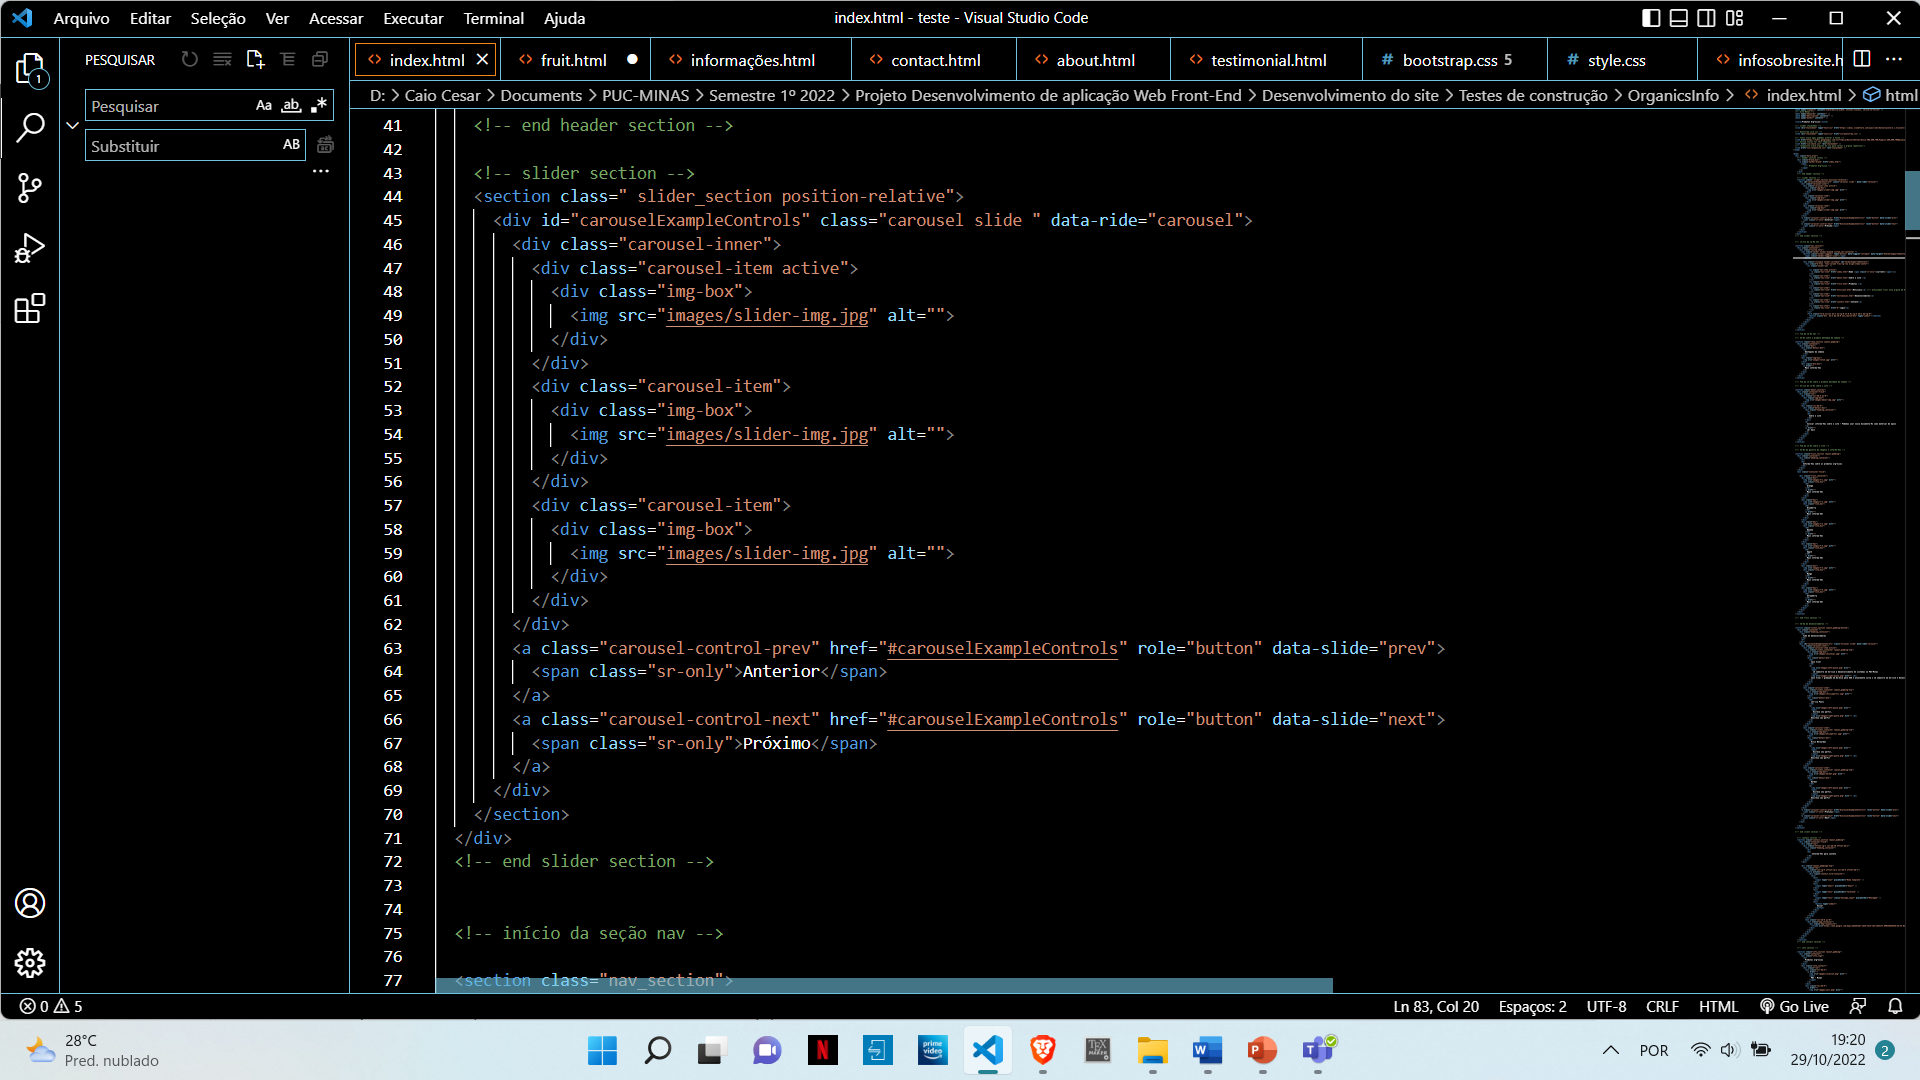 Arquivo Editar Seleção Ver Acessar Executar Terminal Ajuda
index.html - teste - Visual Studio Code
PESQUISAR
index.html fruit.html informações.html contact.html about.html testimonial.html # bootstrap.css 5 # style.css infosobresite.h
D: > Caio Cesar > Documents > PUC-MINAS > Semestre 1º 2022 > Projeto Desenvolvimento de aplicação Web Front-End > Desenvolvimento do site > Testes de construção > OrganicsInfo > index.html > html
1
Pesquisar Aa ab
Substituir AB
41 <!-- end header section -->
42
43 <!-- slider section -->
44 <section class=" slider_section position-relative">
45 <div id="carouselExampleControls" class="carousel slide " data-ride="carousel">
46 <div class="carousel-inner">
47 <div class="carousel-item active">
48 <div class="img-box">
49 <img src="images/slider-img.jpg" alt="">
50 </div>
51 </div>
52 <div class="carousel-item">
53 <div class="img-box">
54 <img src="images/slider-img.jpg" alt="">
55 </div>
56 </div>
57 <div class="carousel-item">
58 <div class="img-box">
59 <img src="images/slider-img.jpg" alt="">
60 </div>
61 </div>
62 </div>
63 <a class="carousel-control-prev" href="#carouselExampleControls" role="button" data-slide="prev">
64 <span class="sr-only">Anterior</span>
65 </a>
66 <a class="carousel-control-next" href="#carouselExampleControls" role="button" data-slide="next">
67 <span class="sr-only">Próximo</span>
68 </a>
69 </div>
70 </section>
71 </div>
72 <!-- end slider section -->
73
74
75 <!-- início da seção nav -->
76
77 <section class="nav_section">
0 5 Ln 83, Col 20 Espaços: 2 UTF-8 CRLF HTML Go Live
28°C
Pred. nublado
prime video
TEX MAKER
POR
19:20
29/10/2022
2